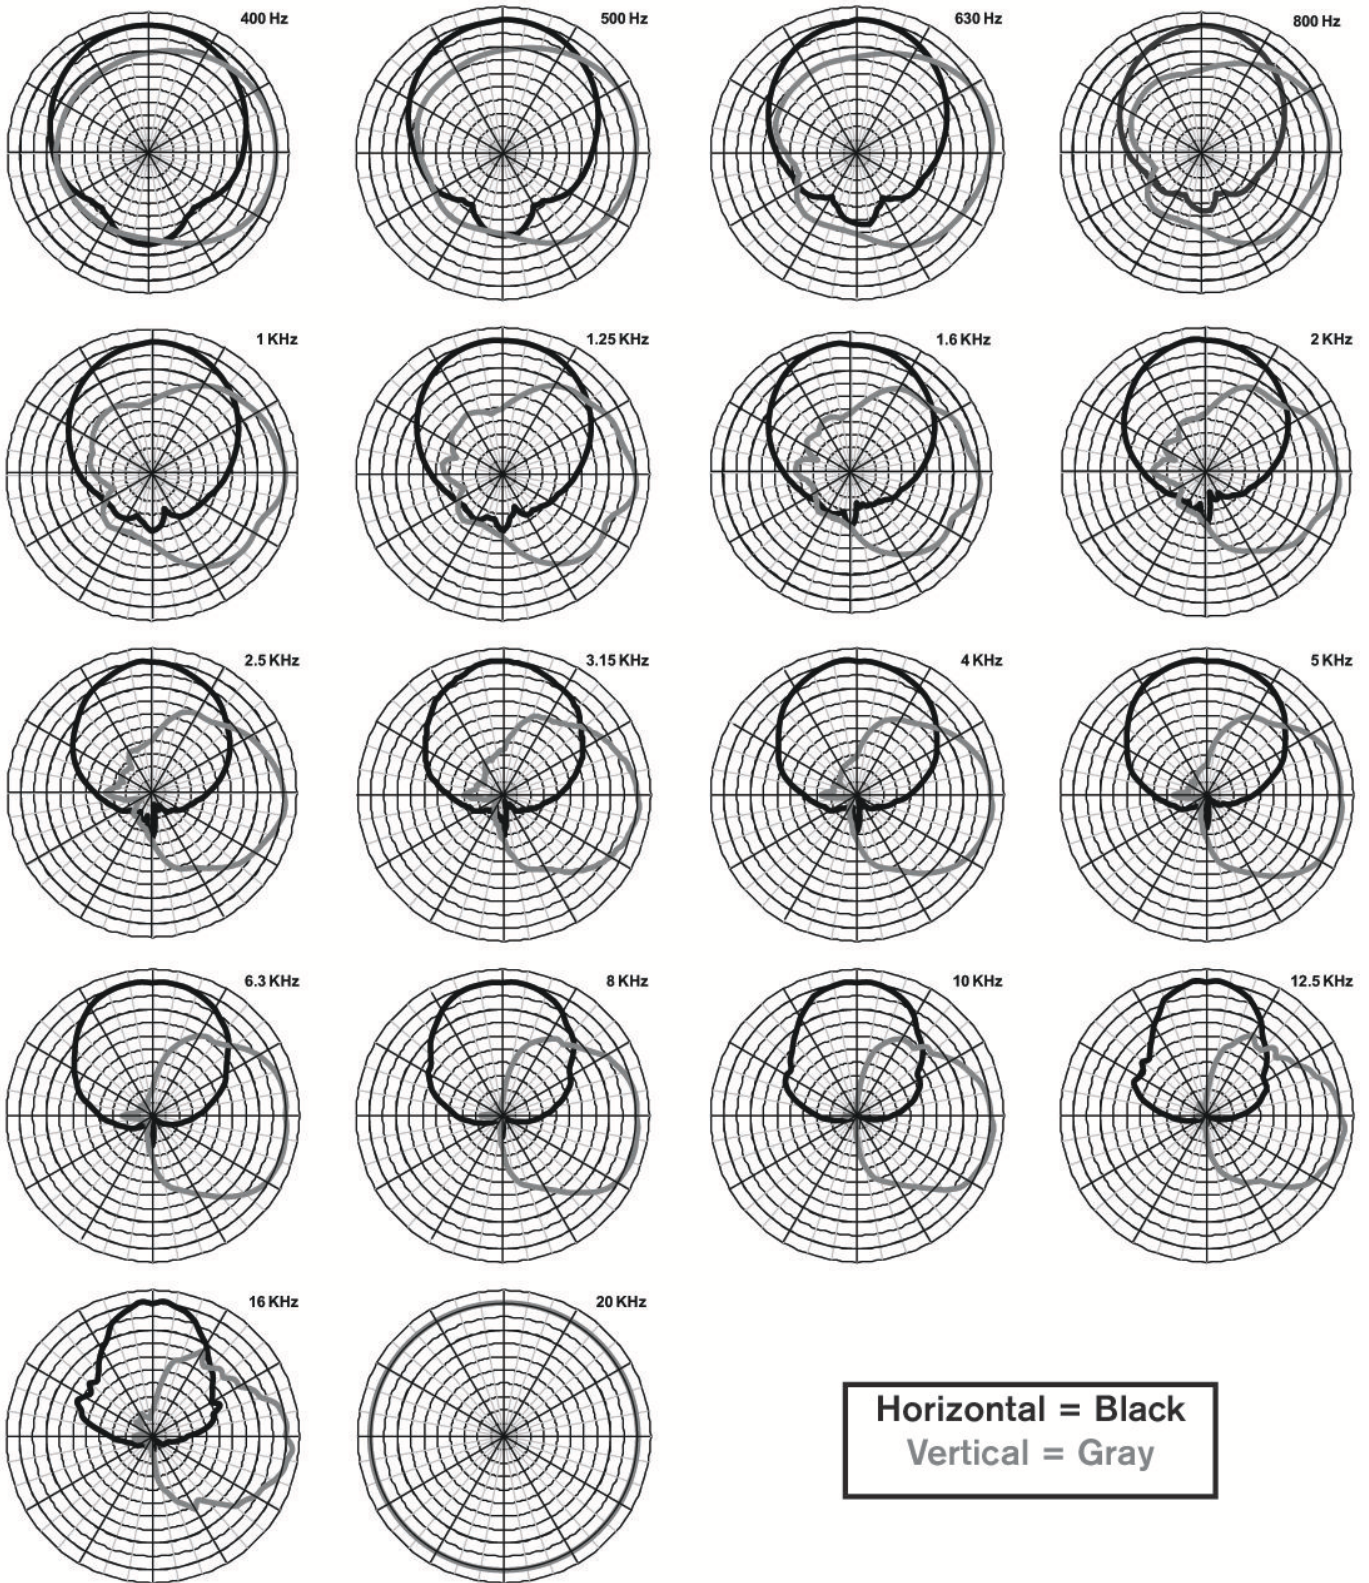 400 Hz
500 Hz
630 Hz
800 Hz
1 KHz
1.25 KHz
1.6 KHz
2 KHz
2.5 KHz
3.15 KHz
4 KHz
5 KHz
6.3 KHz
8 KHz
10 KHz
12.5 KHz
16 KHz
20 KHz
Horizontal = Black
Vertical = Gray